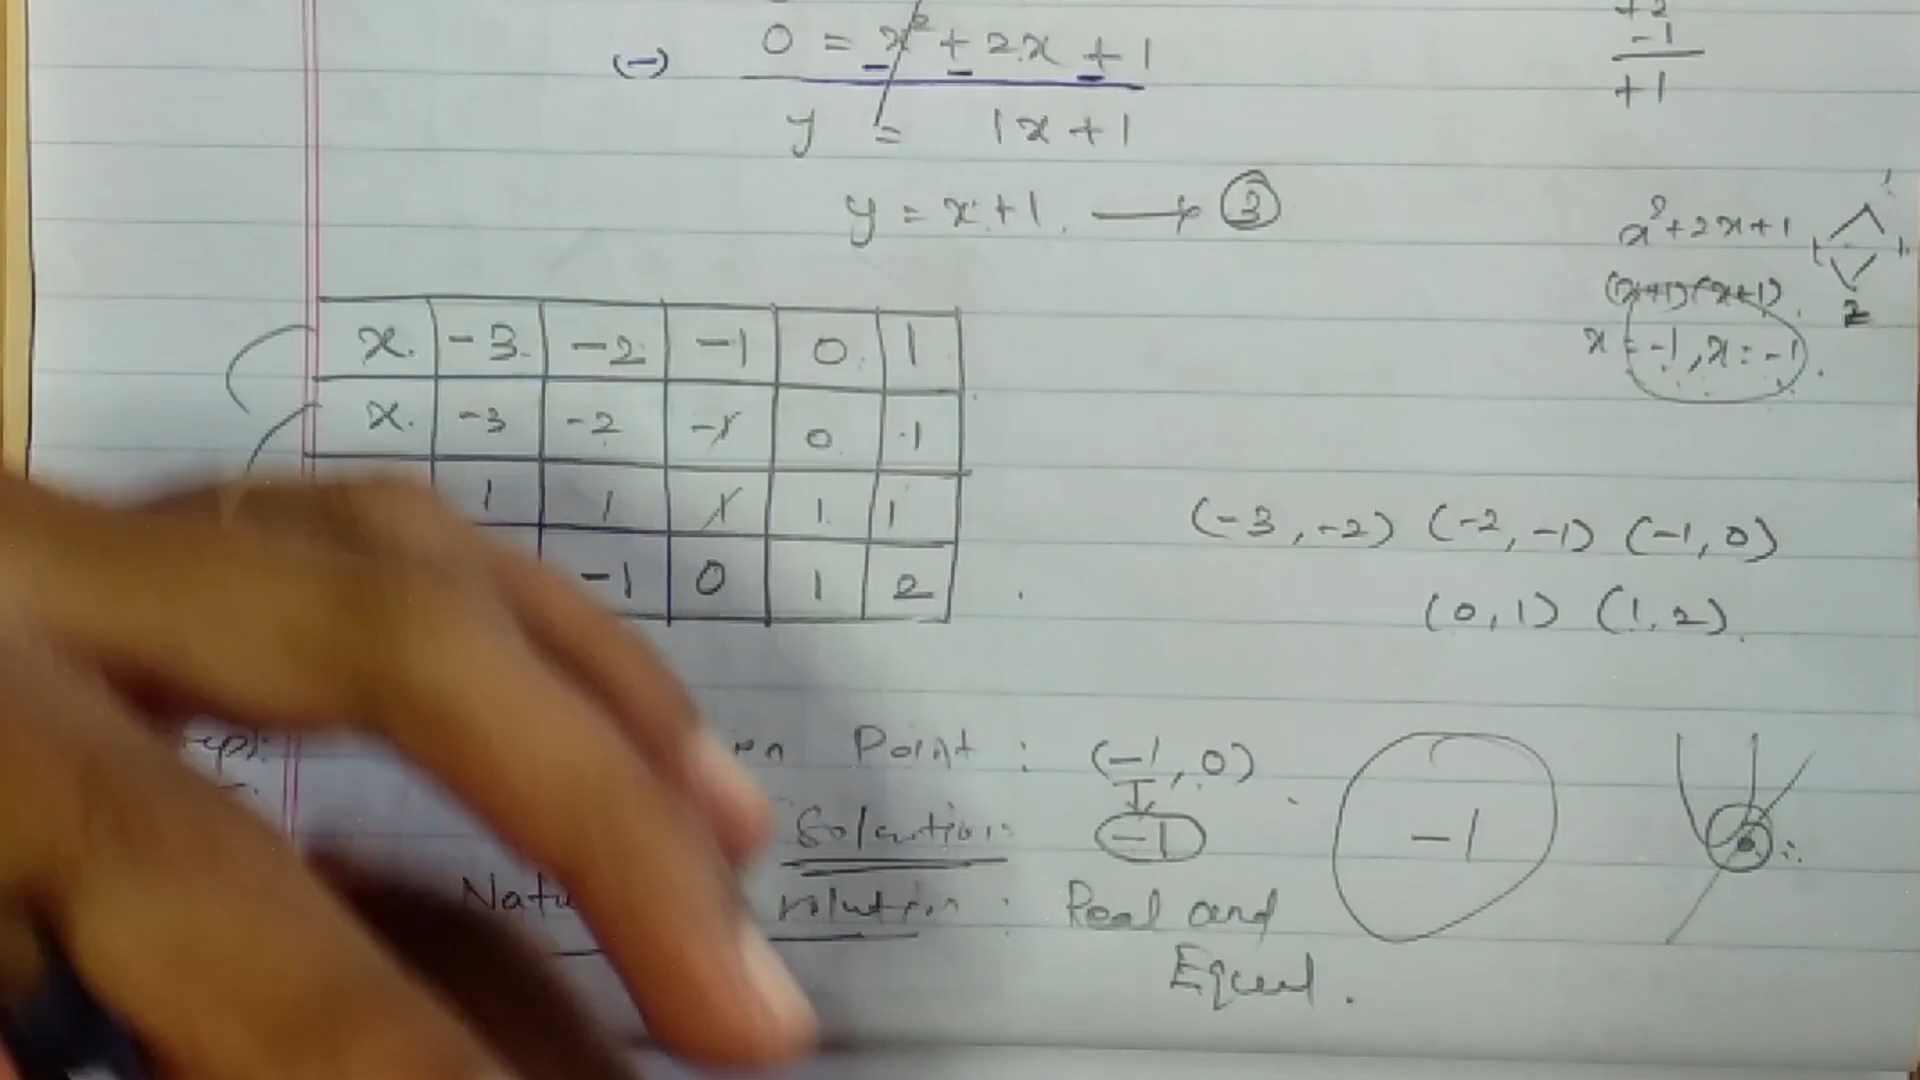 +2
-1
+1
(-) 0 = x² + 2x + 1
y = 1x + 1
y = x + 1 → ③
x²+2x+1
(x+1)(x+1)
2
x = -1, x = -1
x. -3 -2 -1 0 1
x. -3 -2 -1 0 1
1 1 1 1 1
-1 0 1 2
(-3,-2) (-2,-1) (-1,0)
(0,1) (1,2).
Point : (-1,0)
Solution: -1
-1
solution : Real and
Equal.